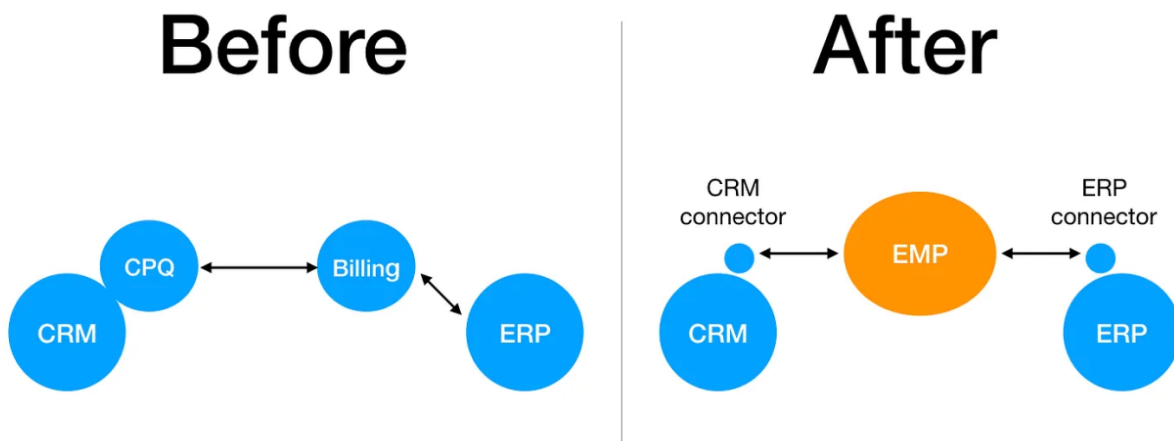 Before
CPQ
Billing
CRM
ERP
After
CRM
connector
ERP
connector
EMP
CRM
ERP